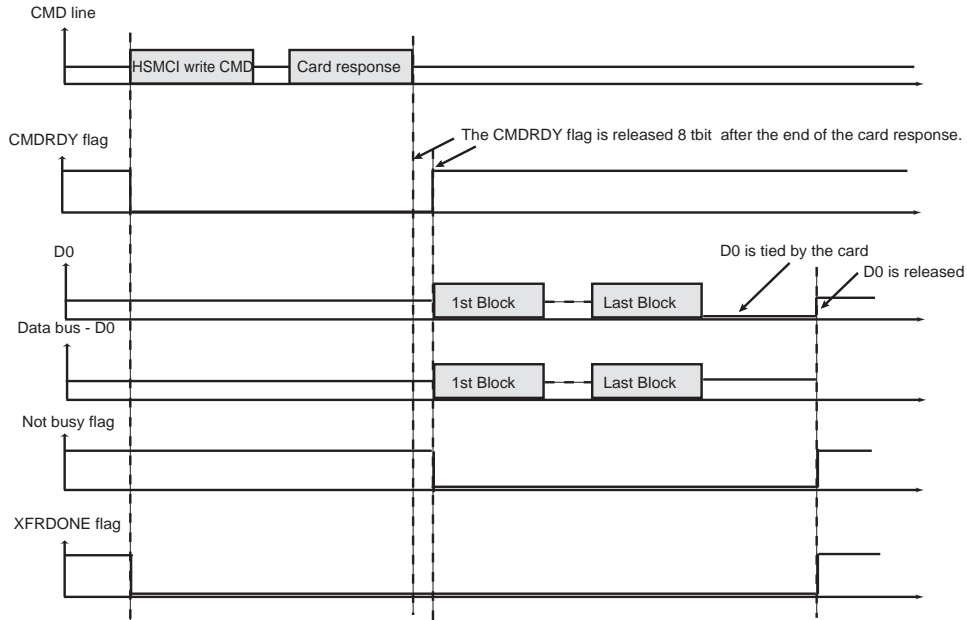 CMD line
HSMCI write CMD
Card response
The CMDRDY flag is released 8 tbit after the end of the card response.
CMDRDY flag
D0
D0 is tied by the card
D0 is released
1st Block
Last Block
Data bus - D0
1st Block
Last Block
Not busy flag
XFRDONE flag